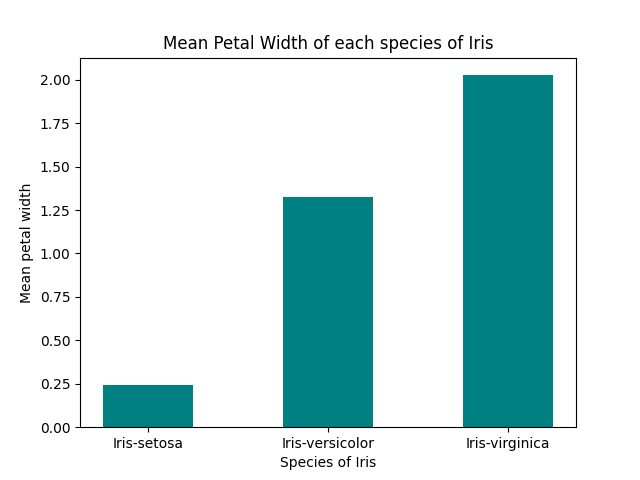 Mean Petal Width of each species of Iris
2.00
1.75
1.50
1.25
1.00
0.75
0.50
0.25
0.00
Mean petal width
Iris-setosa
Iris-versicolor
Iris-virginica
Species of Iris